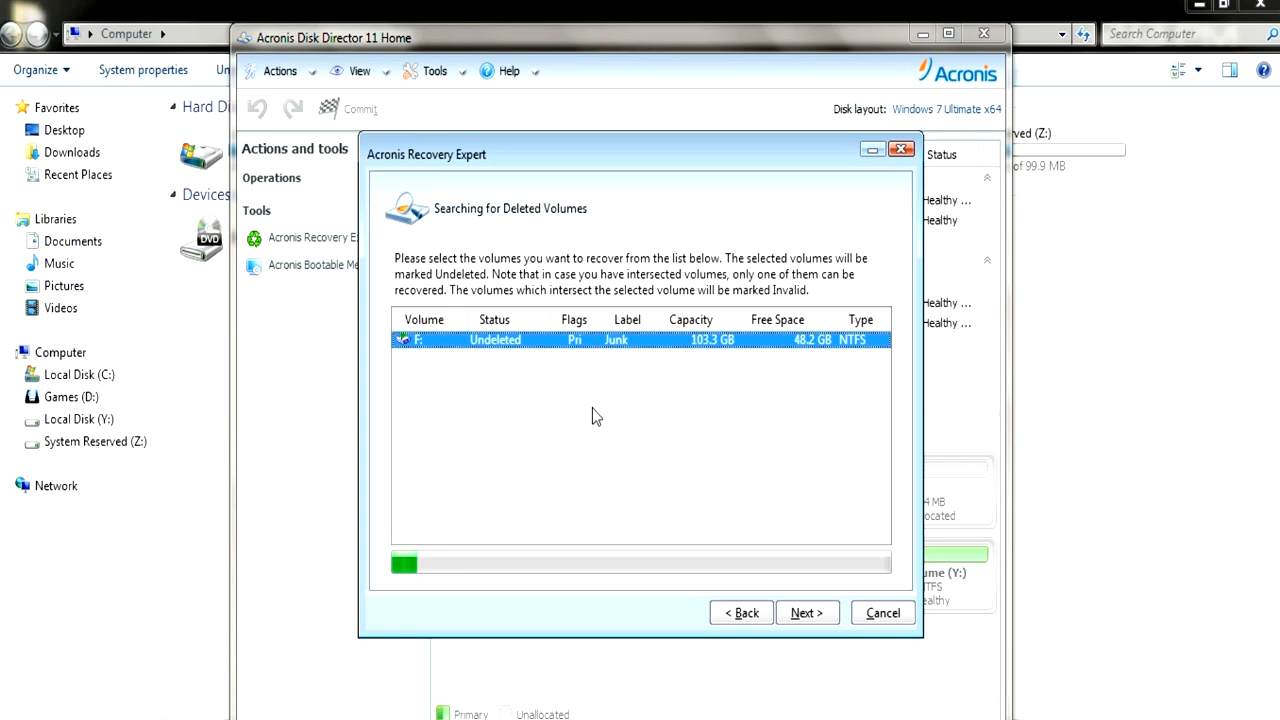 Computer
Search Computer
Acronis Disk Director 11 Home
Organize
System properties
Un
Actions
View
Tools
Help
Acronis
Commit
Disk layout: Windows 7 Ultimate x64
Favorites
Desktop
Downloads
Recent Places
Libraries
Documents
Music
Pictures
Videos
Computer
Local Disk (C:)
Games (D:)
Local Disk (Y:)
System Reserved (Z:)
Network
Hard Di
Devices
DVD
Actions and tools
Operations
Tools
Acronis Recovery E
Acronis Bootable Me
Acronis Recovery Expert
Searching for Deleted Volumes
Please select the volumes you want to recover from the list below. The selected volumes will be
marked Undeleted. Note that in case you have intersected volumes, only one of them can be
recovered. The volumes which intersect the selected volume will be marked Invalid.
Volume Status Flags Label Capacity Free Space Type
F: Undeleted Pri Junk 103.3 GB 48.2 GB NTFS
< Back
Next >
Cancel
Status
Healthy ...
Healthy
Healthy ...
Healthy ...
4 MB
ocated
ume (Y:)
TFS
ealthy
rved (Z:)
of 99.9 MB
Primary
Unallocated